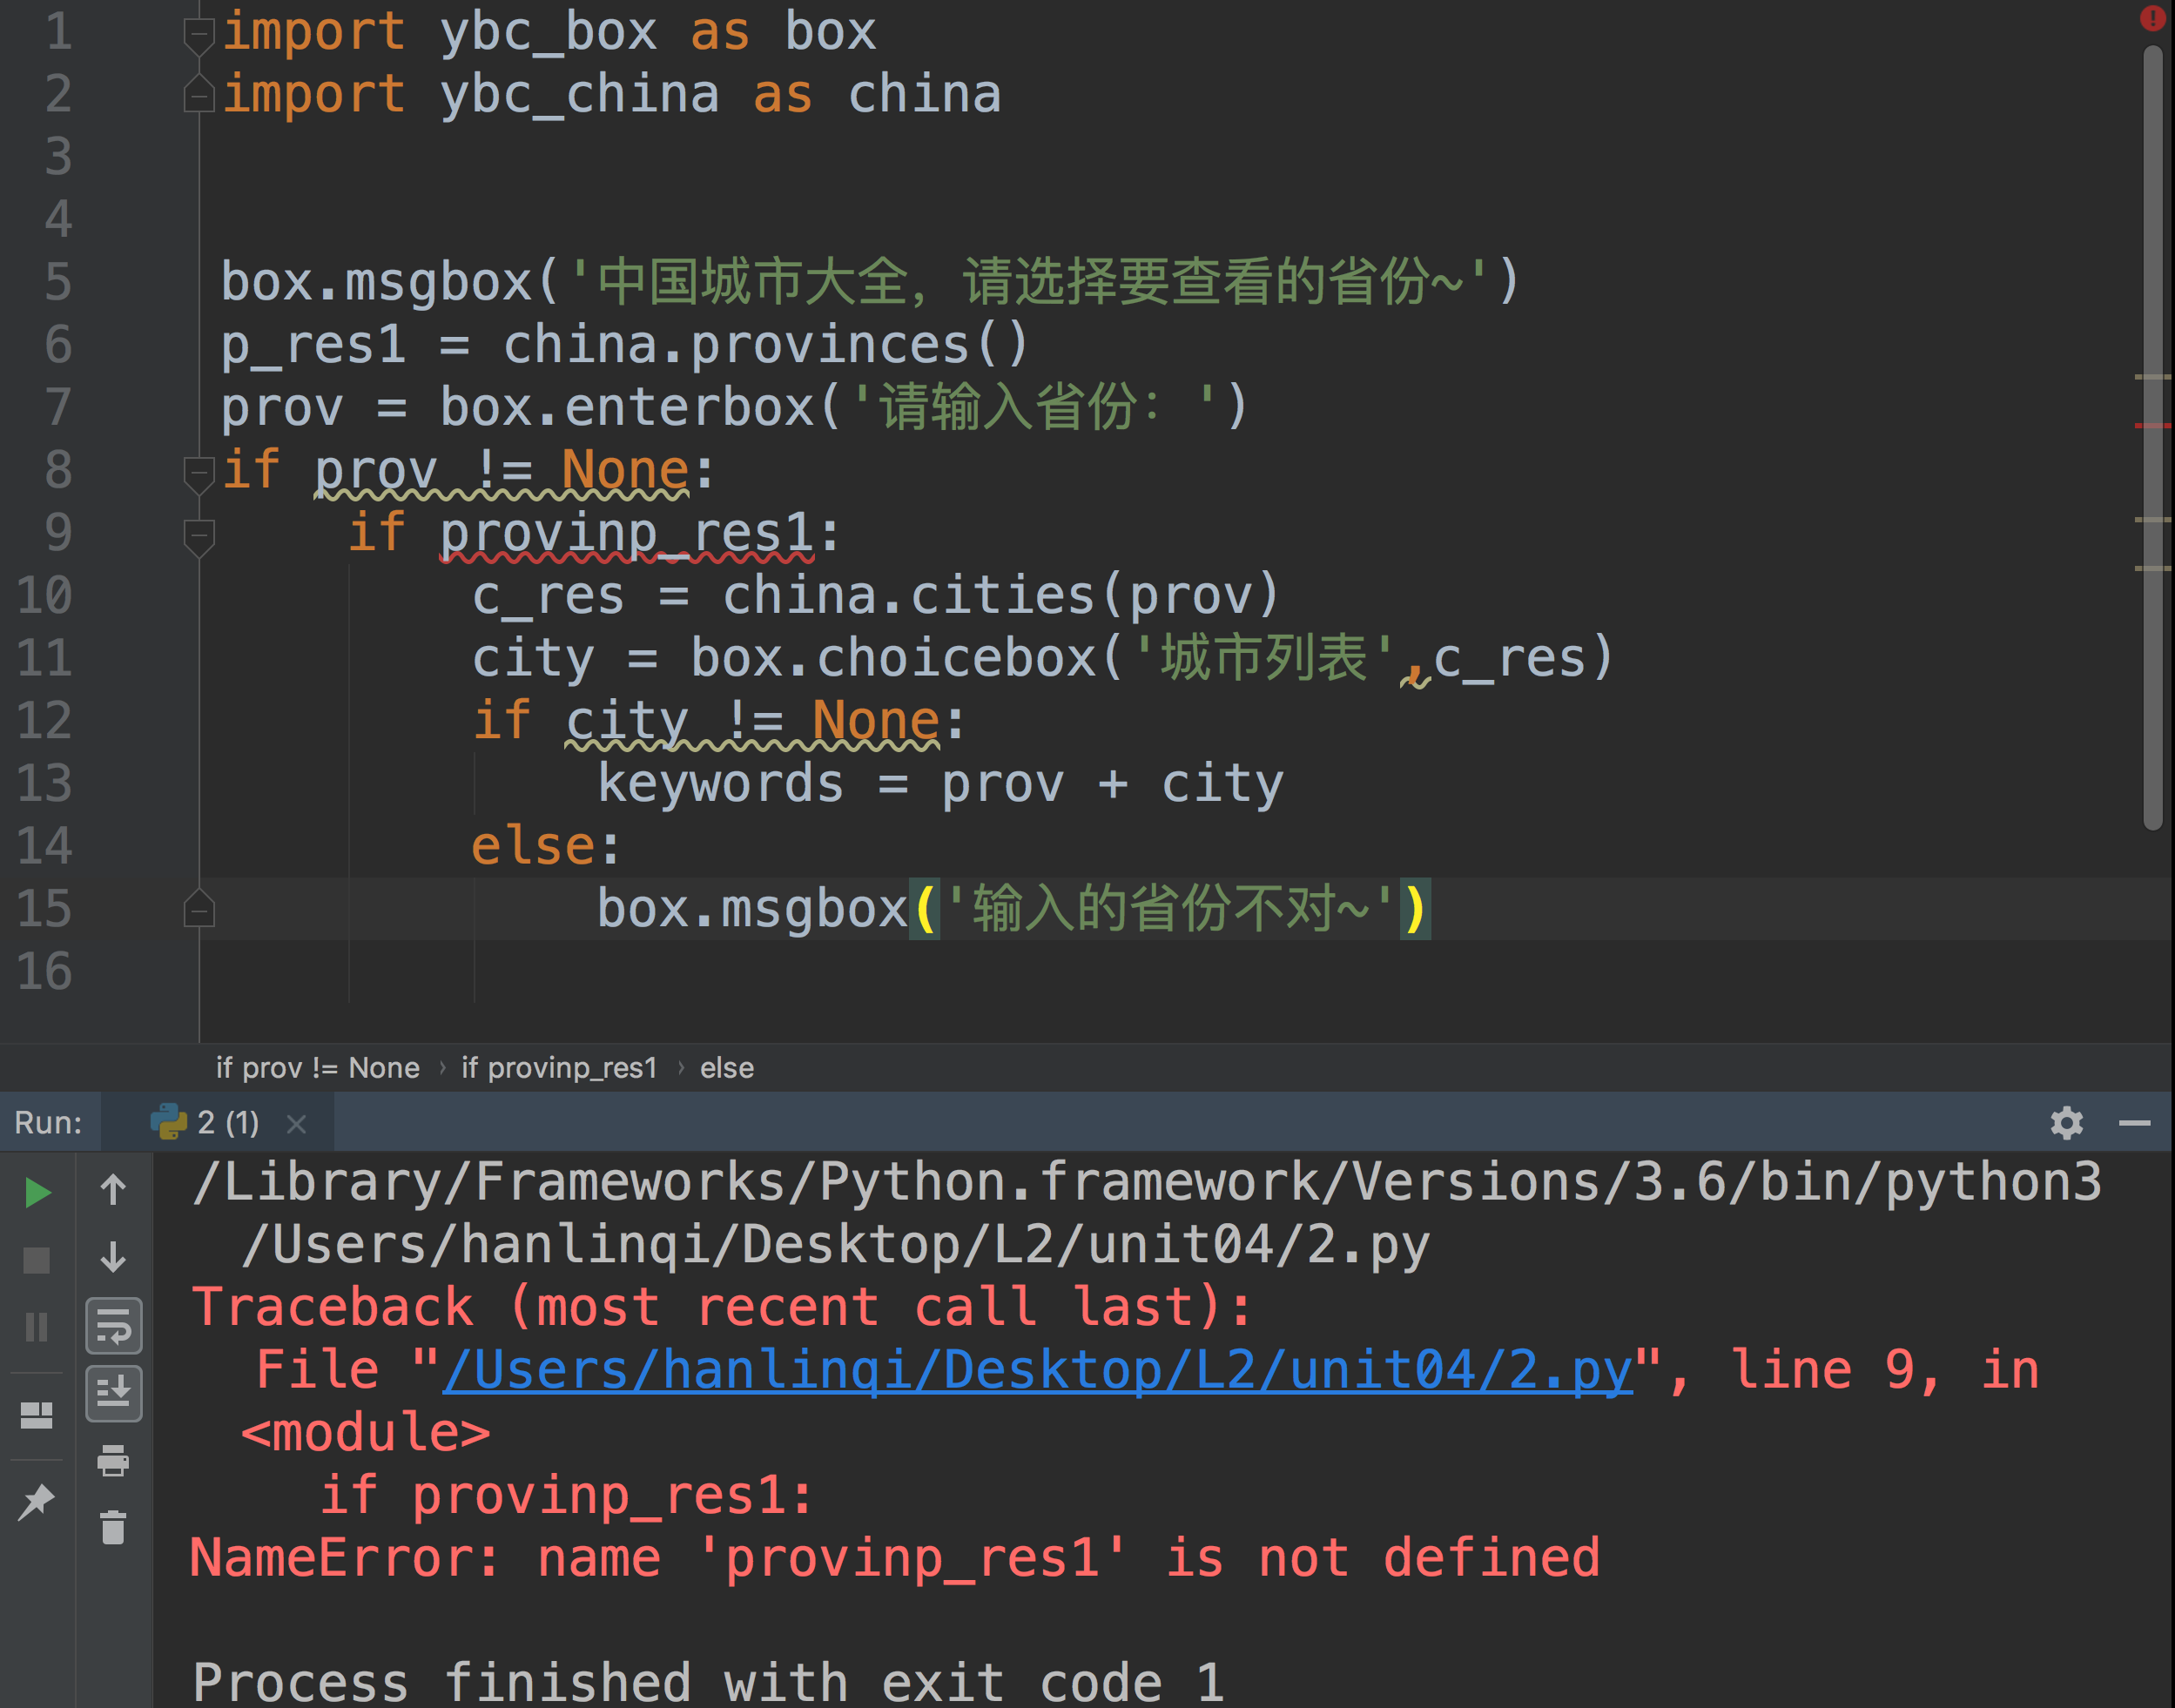 1 import ybc_box as box
2 import ybc_china as china
3
4
5 box.msgbox('中国城市大全，请选择要查看的省份~')
6 p_res1 = china.provinces()
7 prov = box.enterbox('请输入省份：')
8 if prov != None:
9     if provinp_res1:
10         c_res = china.cities(prov)
11         city = box.choicebox('城市列表',c_res)
12         if city != None:
13             keywords = prov + city
14         else:
15             box.msgbox('输入的省份不对~')
16
if prov != None › if provinp_res1 › else
Run: 2 (1) ×
/Library/Frameworks/Python.framework/Versions/3.6/bin/python3
/Users/hanlinqi/Desktop/L2/unit04/2.py
Traceback (most recent call last):
File "/Users/hanlinqi/Desktop/L2/unit04/2.py", line 9, in
<module>
if provinp_res1:
NameError: name 'provinp_res1' is not defined
Process finished with exit code 1